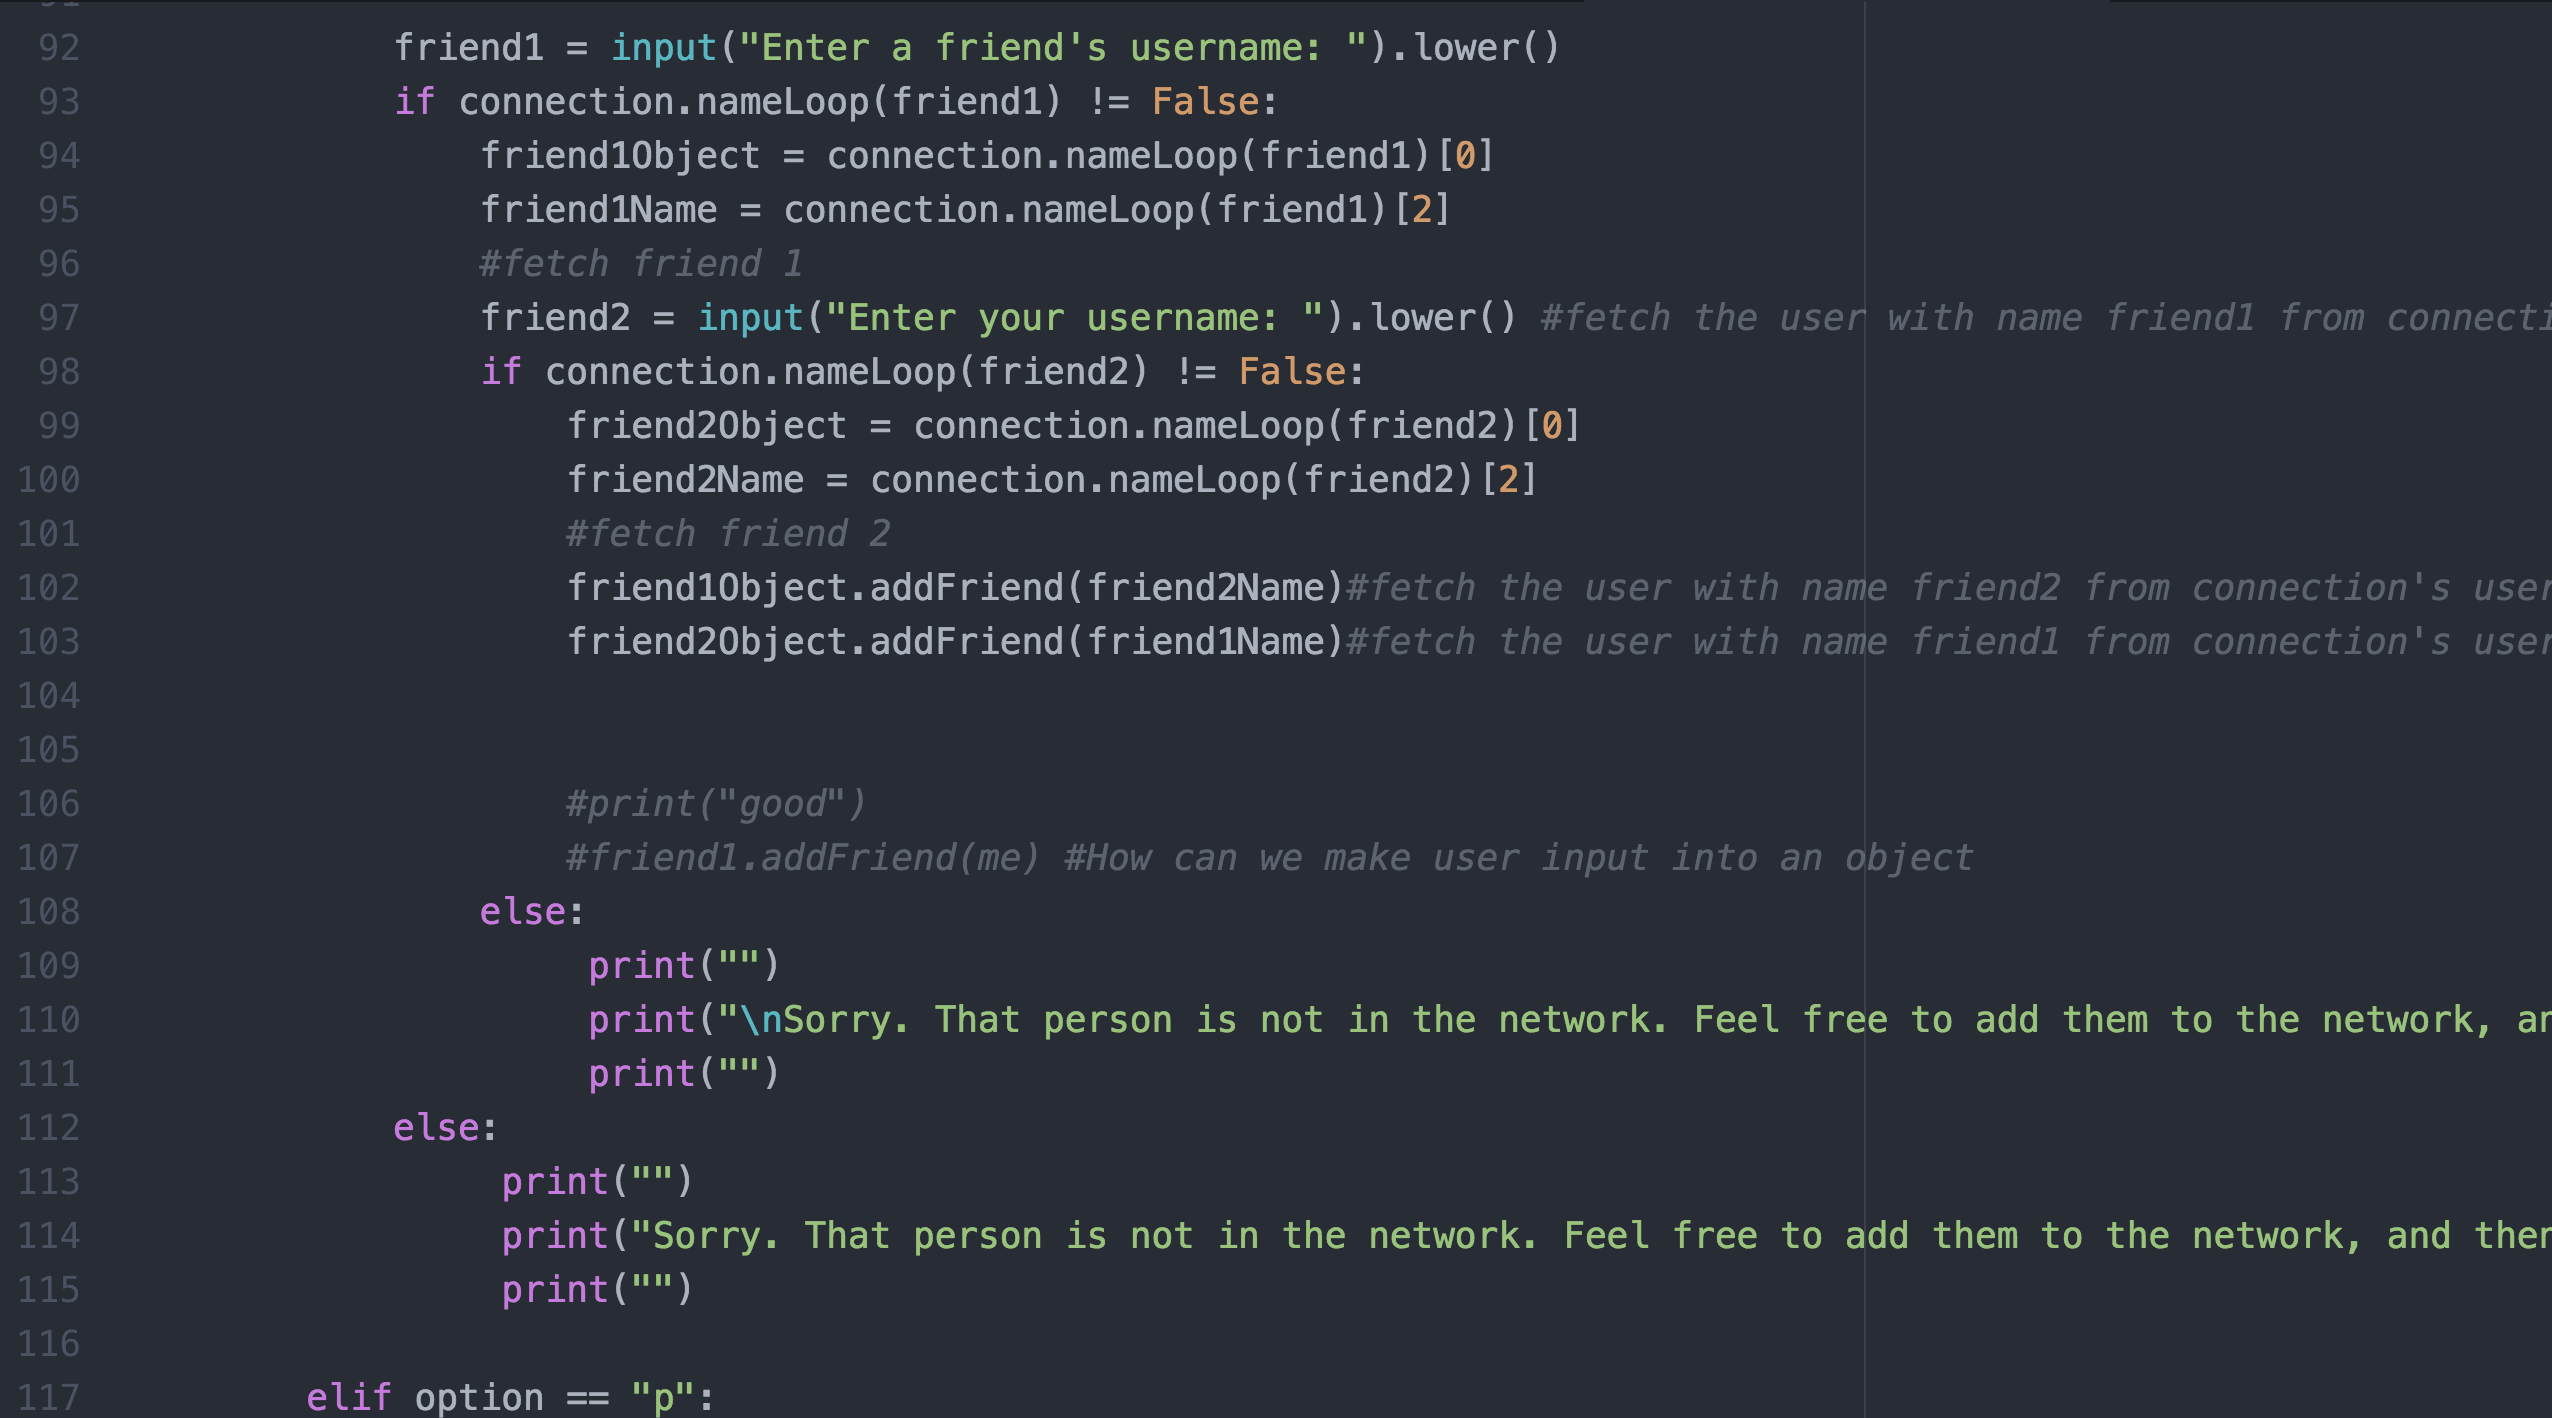 92 friend1 = input("Enter a friend's username: ").lower()
93 if connection.nameLoop(friend1) != False:
94 friend1Object = connection.nameLoop(friend1)[0]
95 friend1Name = connection.nameLoop(friend1)[2]
96 #fetch friend 1
97 friend2 = input("Enter your username: ").lower() #fetch the user with name friend1 from connecti
98 if connection.nameLoop(friend2) != False:
99 friend2Object = connection.nameLoop(friend2)[0]
100 friend2Name = connection.nameLoop(friend2)[2]
101 #fetch friend 2
102 friend1Object.addFriend(friend2Name)#fetch the user with name friend2 from connection's user
103 friend2Object.addFriend(friend1Name)#fetch the user with name friend1 from connection's user
104
105
106 #print("good")
107 #friend1.addFriend(me) #How can we make user input into an object
108 else:
109 print("")
110 print("\nSorry. That person is not in the network. Feel free to add them to the network, an
111 print("")
112 else:
113 print("")
114 print("Sorry. That person is not in the network. Feel free to add them to the network, and then
115 print("")
116
117 elif option == "p":